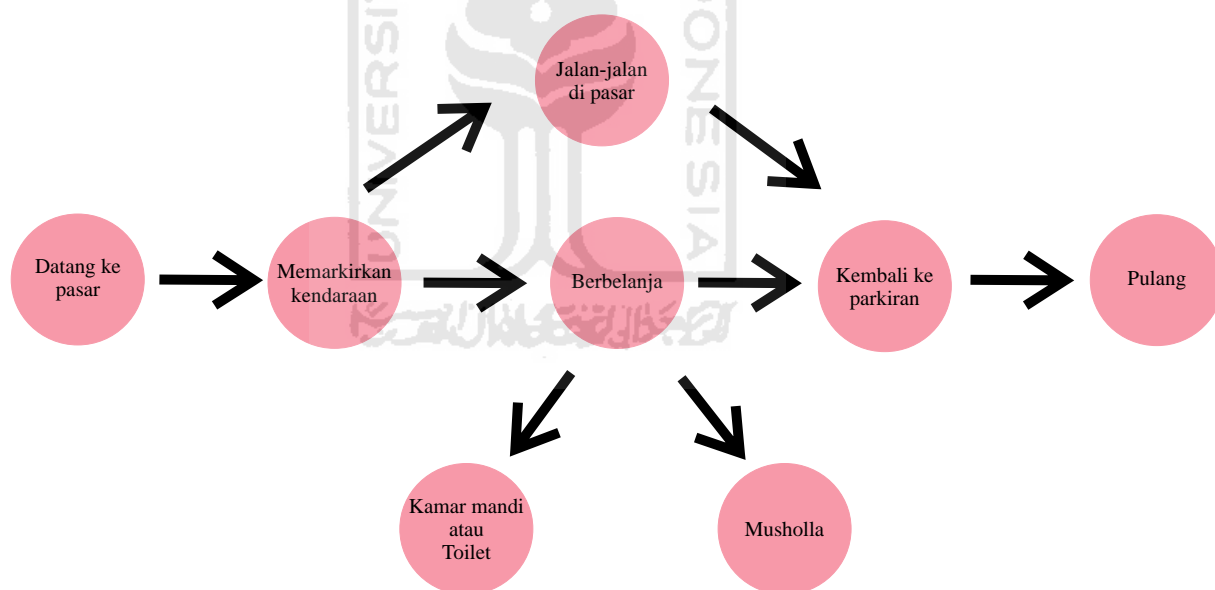 Jalan-jalan
di pasar
Datang ke
pasar
Memarkirkan
kendaraan
Berbelanja
Kembali ke
parkiran
Pulang
Kamar mandi
atau
Toilet
Musholla